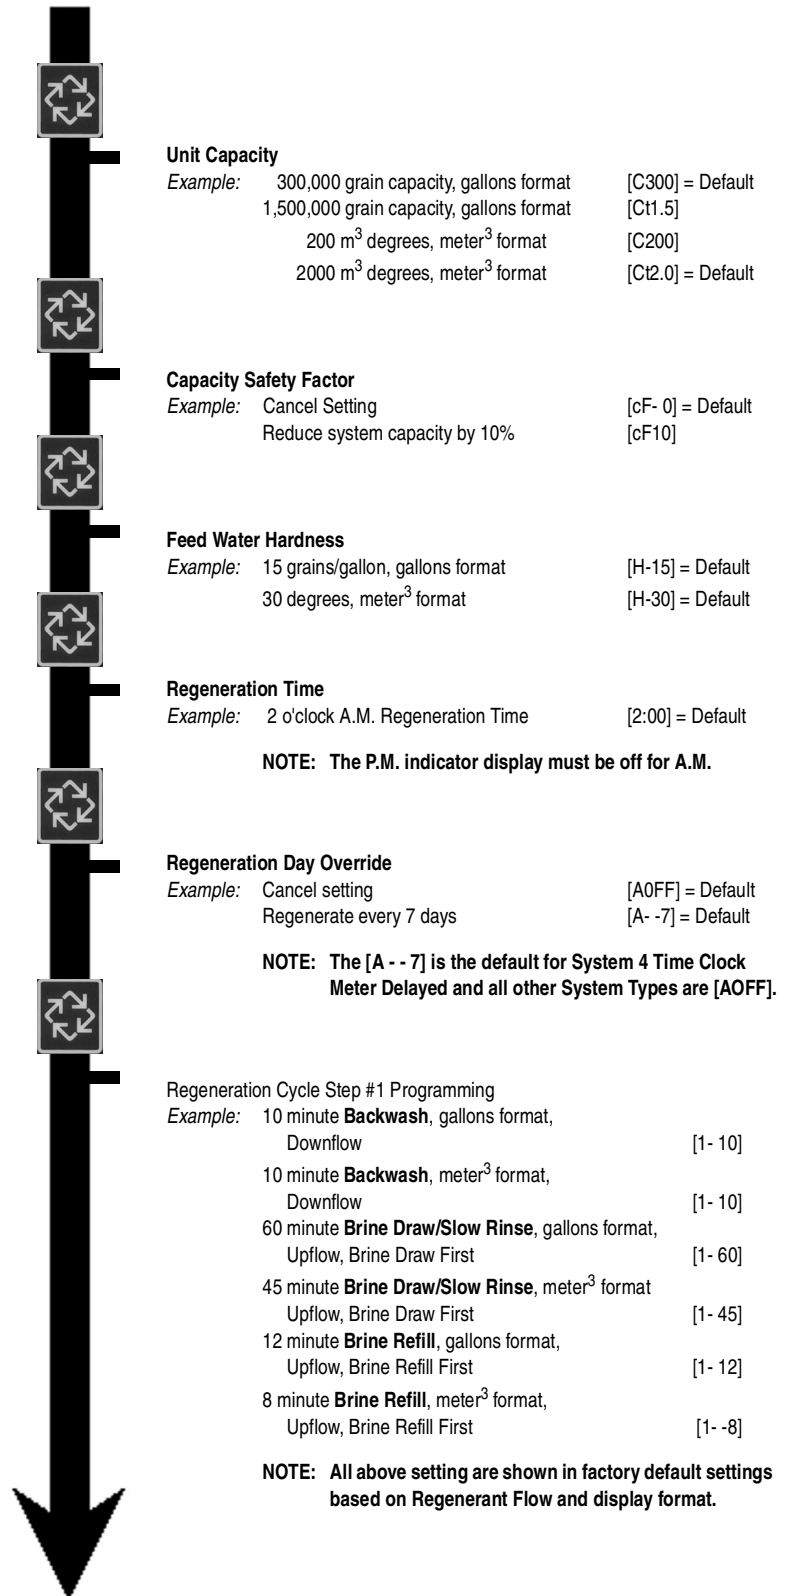 Unit Capacity
Example: 300,000 grain capacity, gallons format [C300] = Default
1,500,000 grain capacity, gallons format [Ct1.5]
200 m3 degrees, meter3 format [C200]
2000 m3 degrees, meter3 format [Ct2.0] = Default
Capacity Safety Factor
Example: Cancel Setting [cF- 0] = Default
Reduce system capacity by 10% [cF10]
Feed Water Hardness
Example: 15 grains/gallon, gallons format [H-15] = Default
30 degrees, meter3 format [H-30] = Default
Regeneration Time
Example: 2 o'clock A.M. Regeneration Time [2:00] = Default
NOTE: The P.M. indicator display must be off for A.M.
Regeneration Day Override
Example: Cancel setting [A0FF] = Default
Regenerate every 7 days [A- -7] = Default
NOTE: The [A - - 7] is the default for System 4 Time Clock
Meter Delayed and all other System Types are [AOFF].
Regeneration Cycle Step #1 Programming
Example: 10 minute Backwash, gallons format,
Downflow [1- 10]
10 minute Backwash, meter3 format,
Downflow [1- 10]
60 minute Brine Draw/Slow Rinse, gallons format,
Upflow, Brine Draw First [1- 60]
45 minute Brine Draw/Slow Rinse, meter3 format
Upflow, Brine Draw First [1- 45]
12 minute Brine Refill, gallons format,
Upflow, Brine Refill First [1- 12]
8 minute Brine Refill, meter3 format,
Upflow, Brine Refill First [1- -8]
NOTE: All above setting are shown in factory default settings
based on Regenerant Flow and display format.